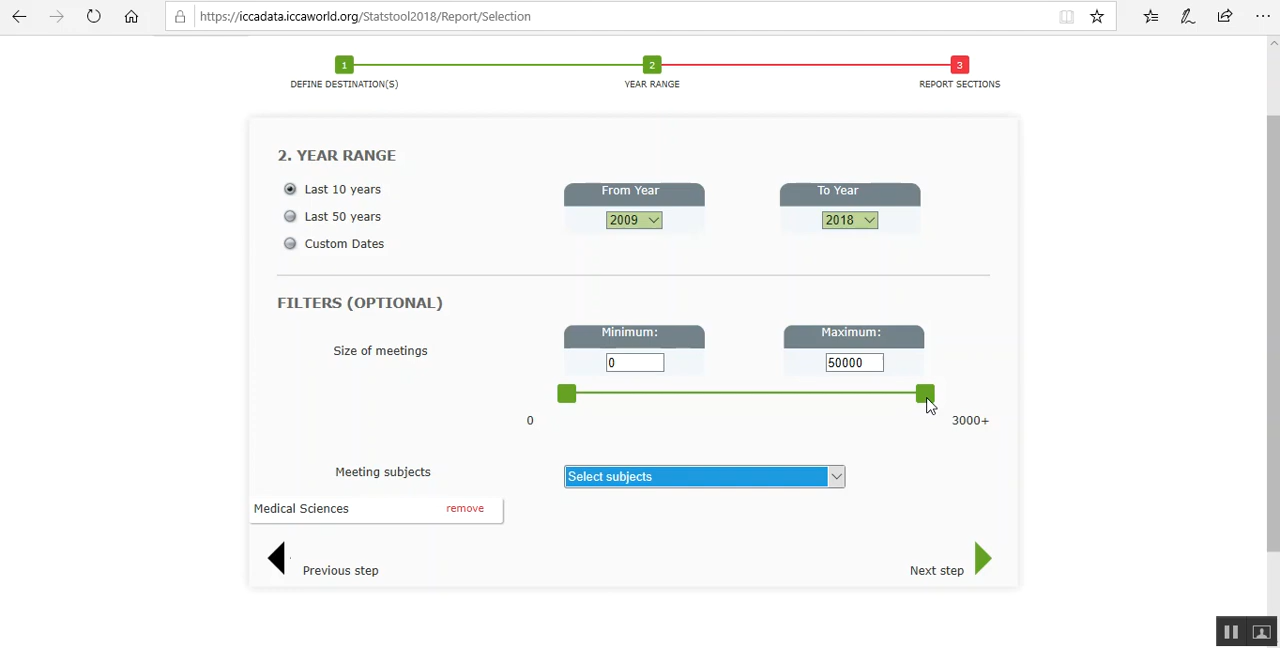 https://iccadata.iccaworld.org/Statstool2018/Report/Selection
1 2 3
DEFINE DESTINATION(S) YEAR RANGE REPORT SECTIONS
2. YEAR RANGE
Last 10 years
Last 50 years
Custom Dates
From Year To Year
2009 2018
FILTERS (OPTIONAL)
Size of meetings
Minimum: Maximum:
0 50000
0 3000+
Meeting subjects Select subjects
Medical Sciences remove
Previous step Next step